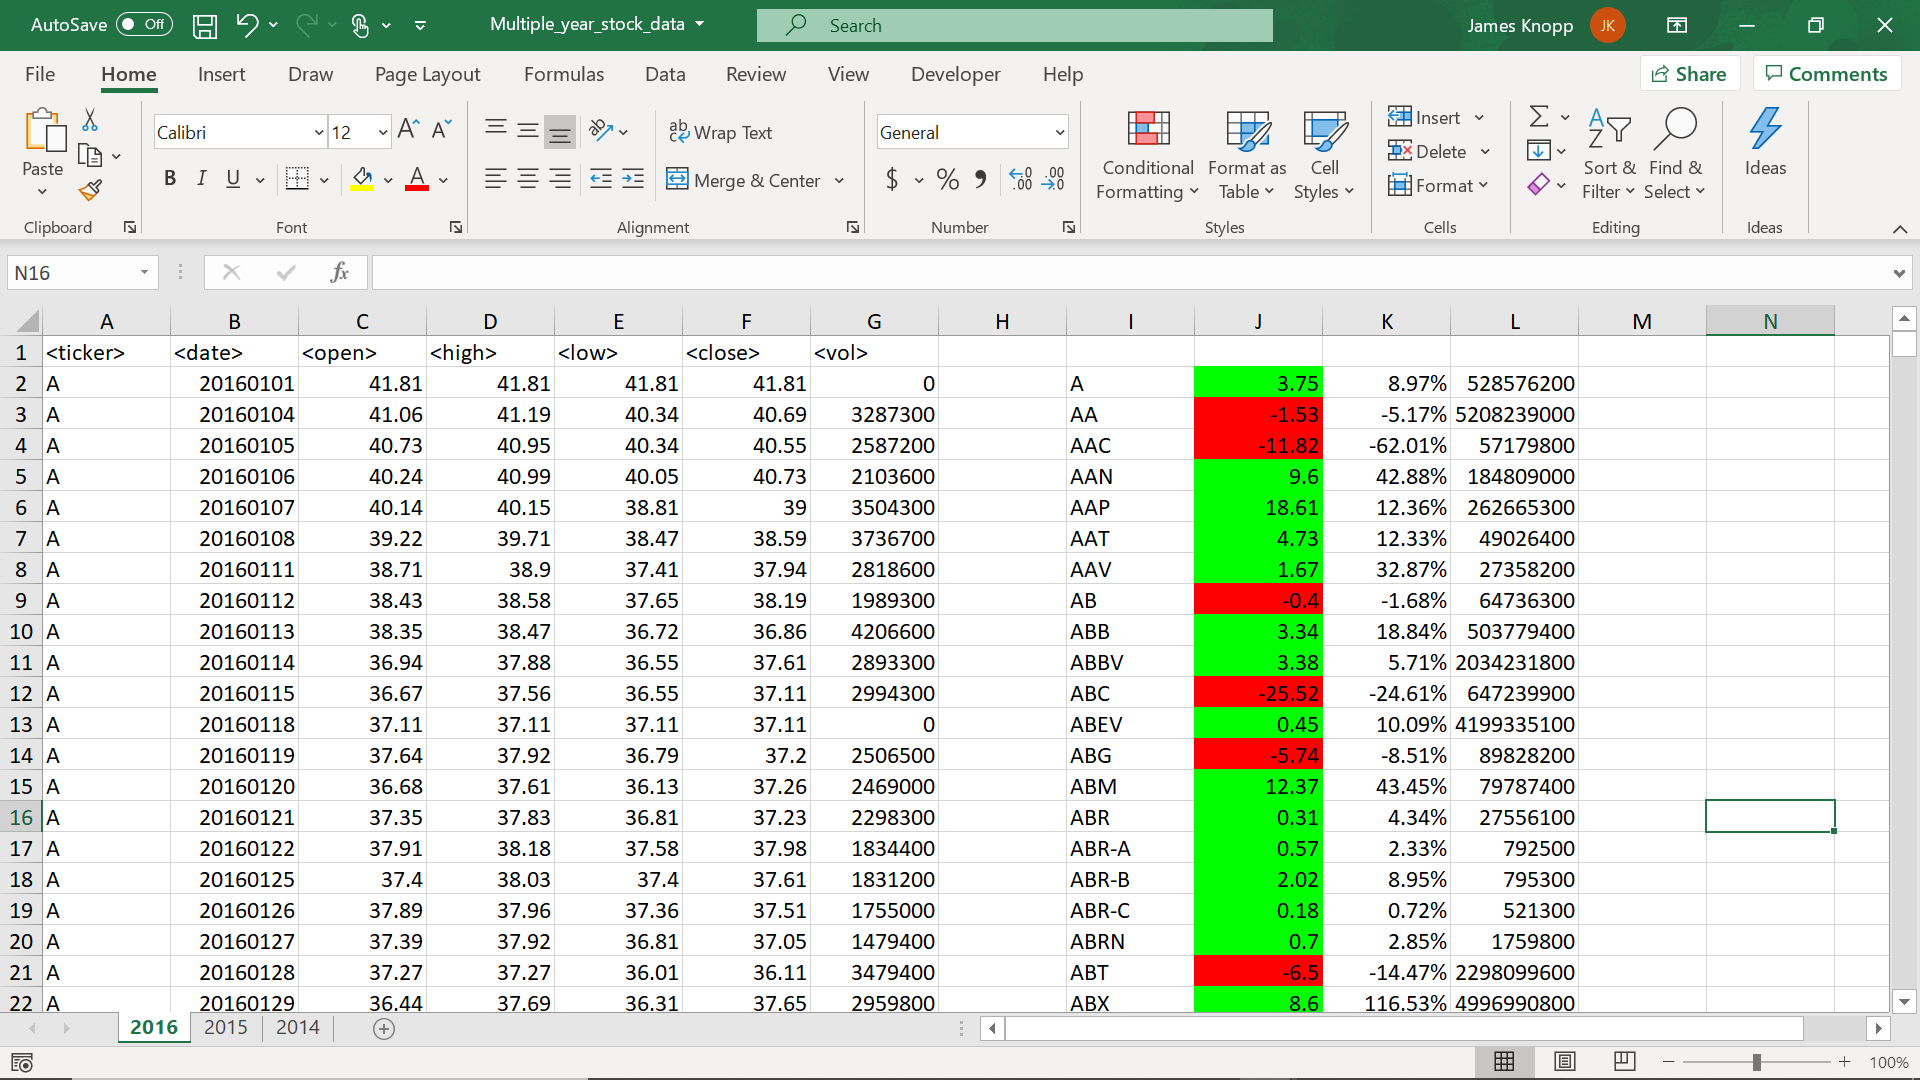 AutoSave Off Multiple_year_stock_data Search James Knopp JK
File Home Insert Draw Page Layout Formulas Data Review View Developer Help Share Comments
Paste
Clipboard
Calibri 12
B I U A
Font
ab Wrap Text
Merge & Center
Alignment
General
$ % .00 .00
Number
Conditional Formatting
Format as Table
Cell Styles
Styles
Insert
Delete
Format
Cells
Sort & Filter
Find & Select
Editing
Ideas
Ideas
N16 fx
A B C D E F G H I J K L M N
1 <ticker> <date> <open> <high> <low> <close> <vol>
2 A 20160101 41.81 41.81 41.81 41.81 0 A 3.75 8.97% 528576200
3 A 20160104 41.06 41.19 40.34 40.69 3287300 AA -1.53 -5.17% 5208239000
4 A 20160105 40.73 40.95 40.34 40.55 2587200 AAC -11.82 -62.01% 57179800
5 A 20160106 40.24 40.99 40.05 40.73 2103600 AAN 9.6 42.88% 184809000
6 A 20160107 40.14 40.15 38.81 39 3504300 AAP 18.61 12.36% 262665300
7 A 20160108 39.22 39.71 38.47 38.59 3736700 AAT 4.73 12.33% 49026400
8 A 20160111 38.71 38.9 37.41 37.94 2818600 AAV 1.67 32.87% 27358200
9 A 20160112 38.43 38.58 37.65 38.19 1989300 AB -0.4 -1.68% 64736300
10 A 20160113 38.35 38.47 36.72 36.86 4206600 ABB 3.34 18.84% 503779400
11 A 20160114 36.94 37.88 36.55 37.61 2893300 ABBV 3.38 5.71% 2034231800
12 A 20160115 36.67 37.56 36.55 37.11 2994300 ABC -25.52 -24.61% 647239900
13 A 20160118 37.11 37.11 37.11 37.11 0 ABEV 0.45 10.09% 4199335100
14 A 20160119 37.64 37.92 36.79 37.2 2506500 ABG -5.74 -8.51% 89828200
15 A 20160120 36.68 37.61 36.13 37.26 2469000 ABM 12.37 43.45% 79787400
16 A 20160121 37.35 37.83 36.81 37.23 2298300 ABR 0.31 4.34% 27556100
17 A 20160122 37.91 38.18 37.58 37.98 1834400 ABR-A 0.57 2.33% 792500
18 A 20160125 37.4 38.03 37.4 37.61 1831200 ABR-B 2.02 8.95% 795300
19 A 20160126 37.89 37.96 37.36 37.51 1755000 ABR-C 0.18 0.72% 521300
20 A 20160127 37.39 37.92 36.81 37.05 1479400 ABRN 0.7 2.85% 1759800
21 A 20160128 37.27 37.27 36.01 36.11 3479400 ABT -6.5 -14.47% 2298099600
22 A 20160129 36.44 37.69 36.31 37.65 2959800 ABX 8.6 116.53% 4996990800
2016 2015 2014
100%